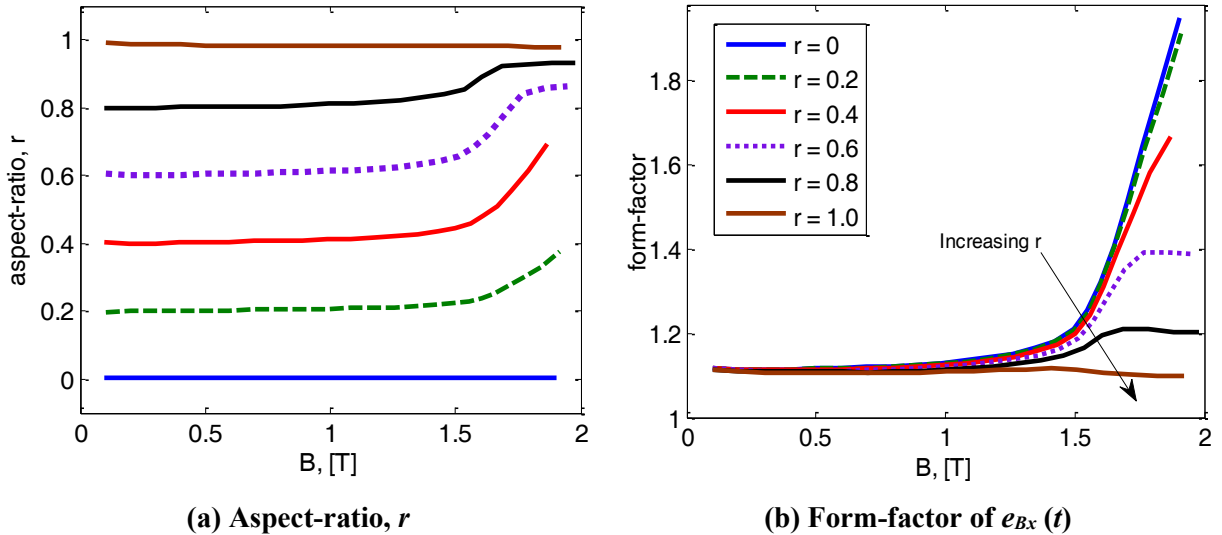 1
0.8
0.6
0.4
0.2
0
aspect-ratio, r
0
0.5
1
1.5
2
B, [T]
(a) Aspect-ratio, r
1.8
1.6
1.4
1.2
1
form-factor
r = 0
r = 0.2
r = 0.4
r = 0.6
r = 0.8
r = 1.0
Increasing r
0
0.5
1
1.5
2
B, [T]
(b) Form-factor of eBx (t)